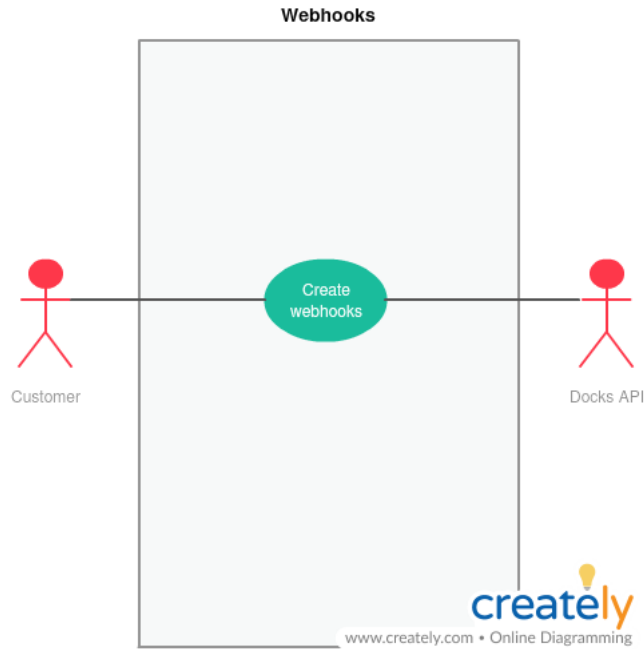 Webhooks
Create
webhooks
Customer
Docks API
creately
www.creately.com • Online Diagramming